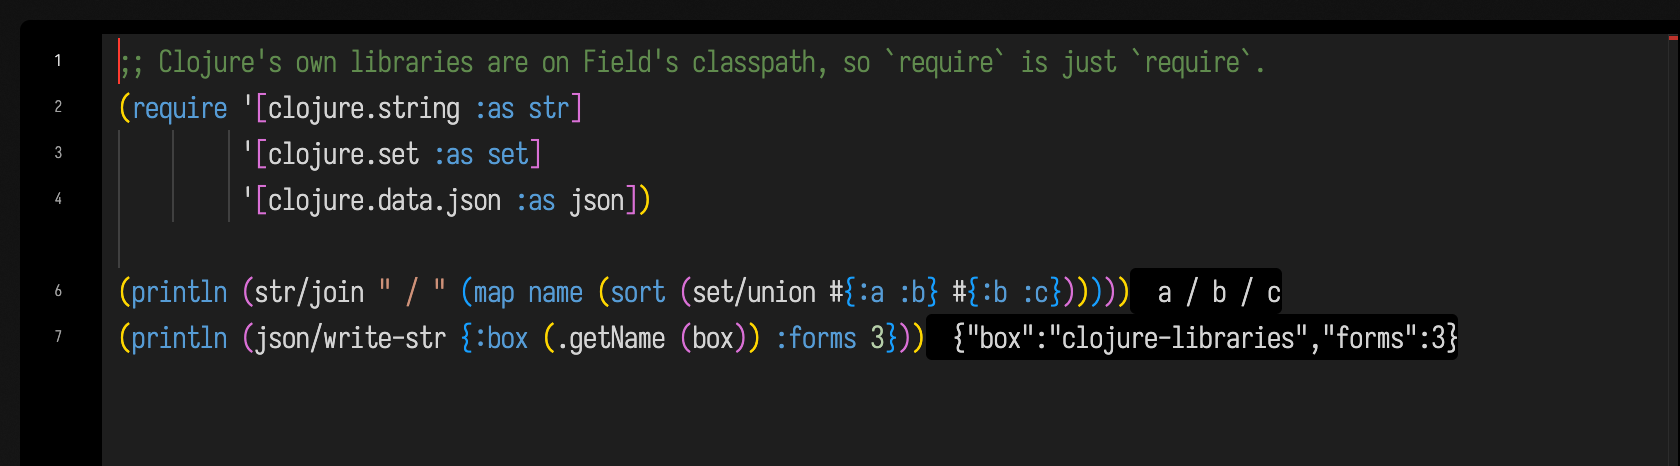 1 ;; Clojure's own libraries are on Field's classpath, so `require` is just `require`.
2 (require '[clojure.string :as str]
3 '[clojure.set :as set]
4 '[clojure.data.json :as json])
6 (println (str/join " / " (map name (sort (set/union #{:a :b} #{:b :c}))))) a / b / c
7 (println (json/write-str {:box (.getName (box)) :forms 3})) {"box":"clojure-libraries","forms":3}